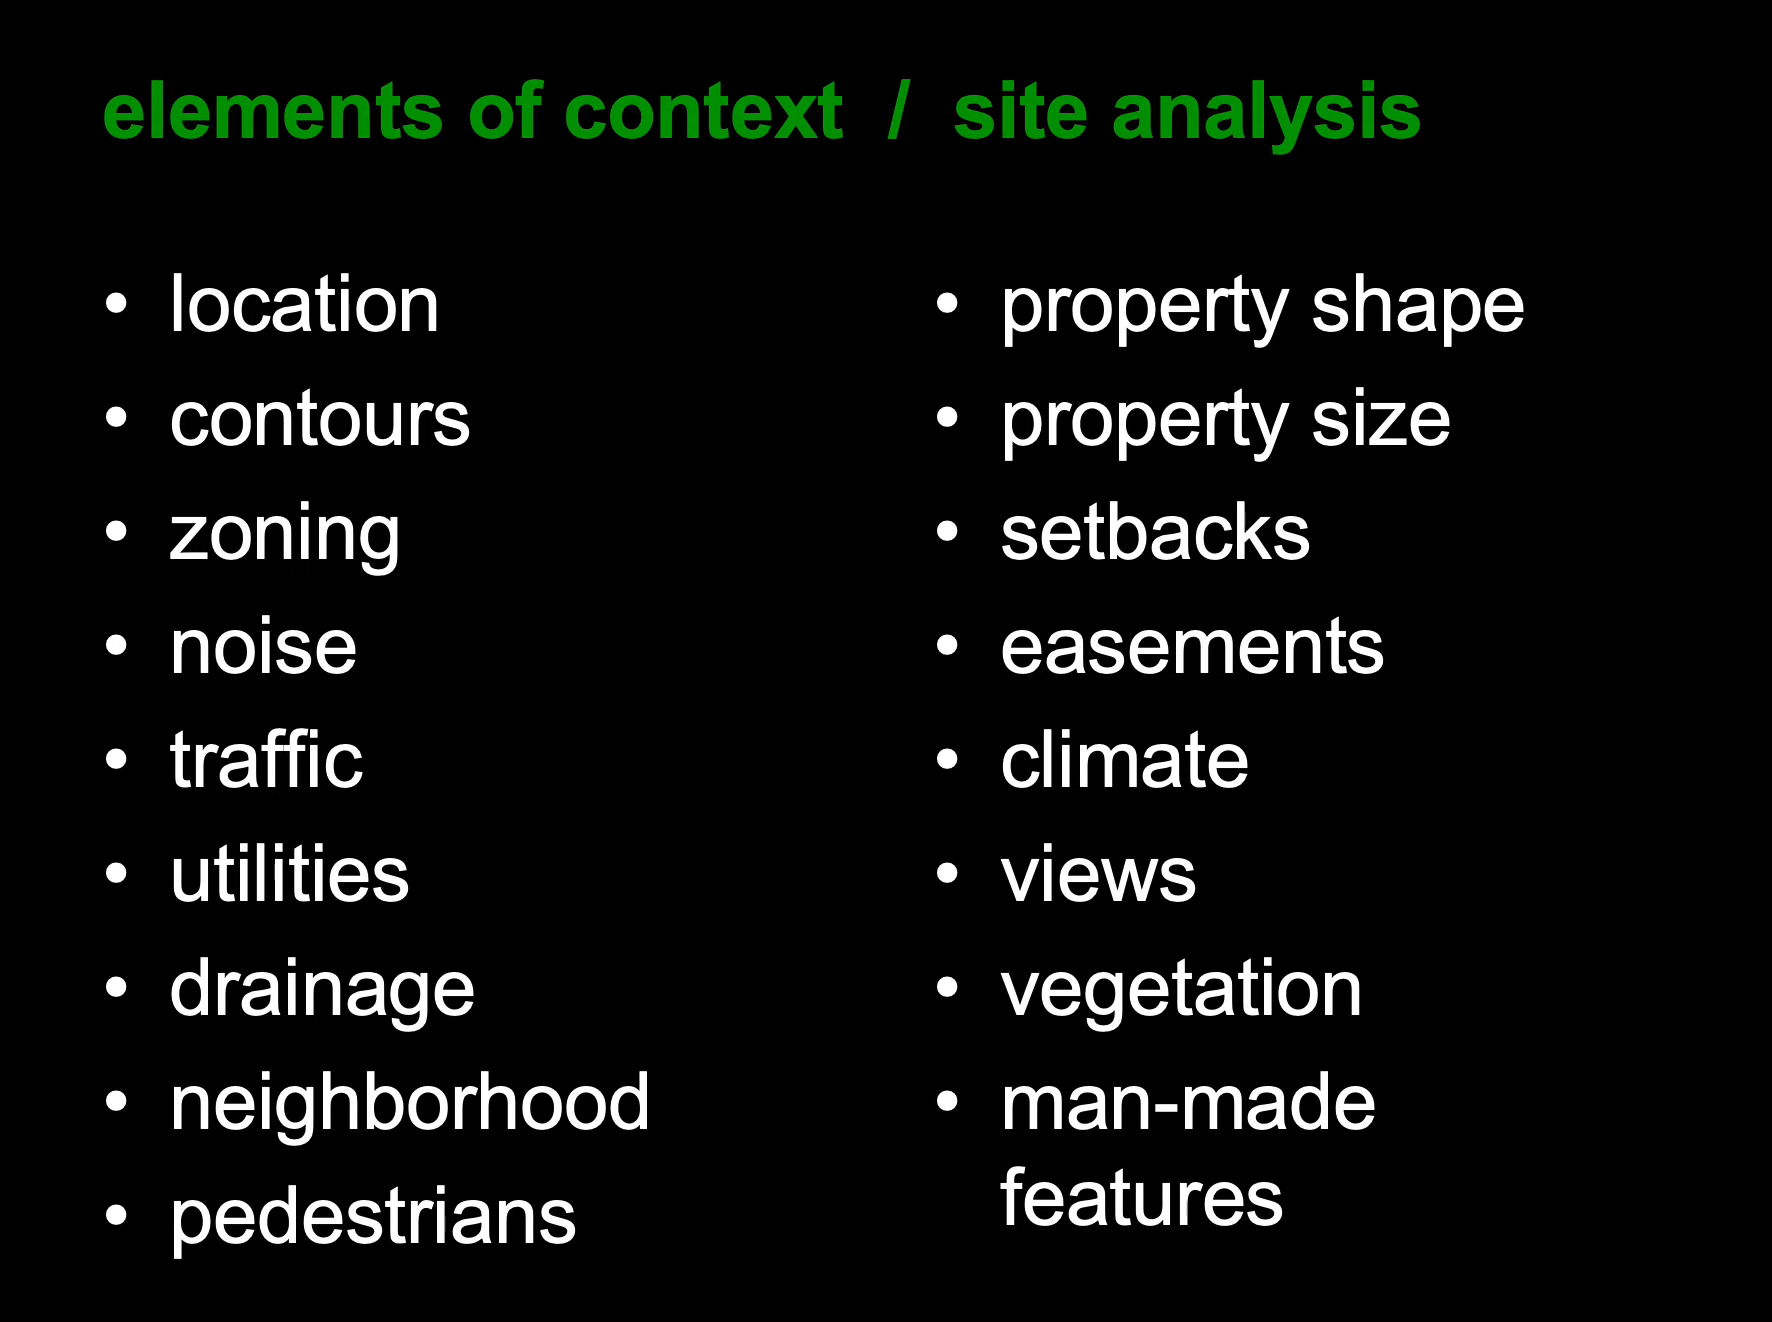 elements of context / site analysis
• location
• contours
• zoning
• noise
• traffic
• utilities
• drainage
• neighborhood
• pedestrians
• property shape
• property size
• setbacks
• easements
• climate
• views
• vegetation
• man-made
features